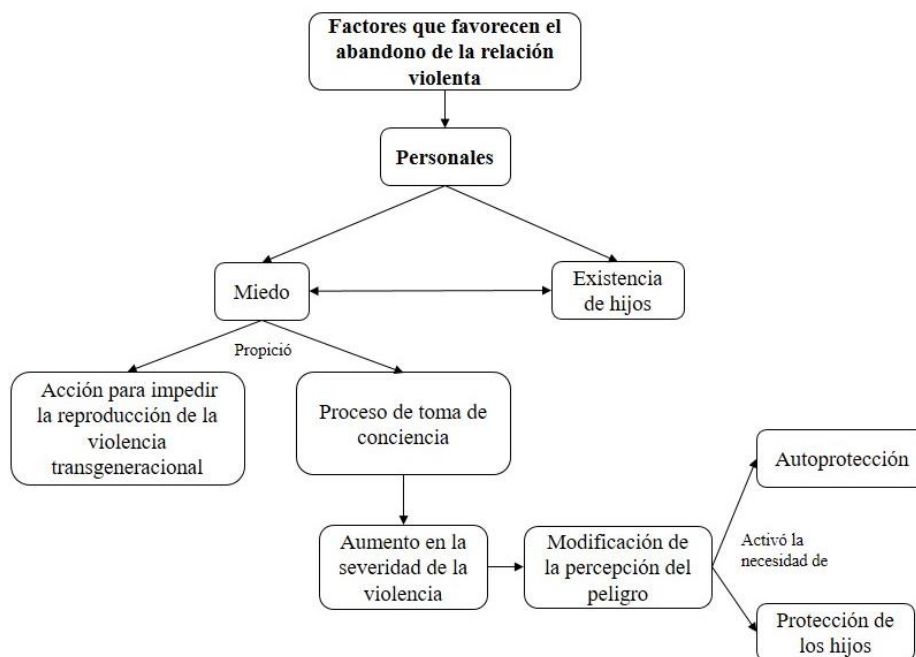 Factores que favorecen el
abandono de la relación
violenta
Personales
Miedo
Existencia
de hijos
Propició
Acción para impedir
la reproducción de la
violencia
transgeneracional
Proceso de toma de
conciencia
Aumento en la
severidad de la
violencia
Modificación de
la percepción del
peligro
Activó la
necesidad de
Autoprotección
Protección de
los hijos